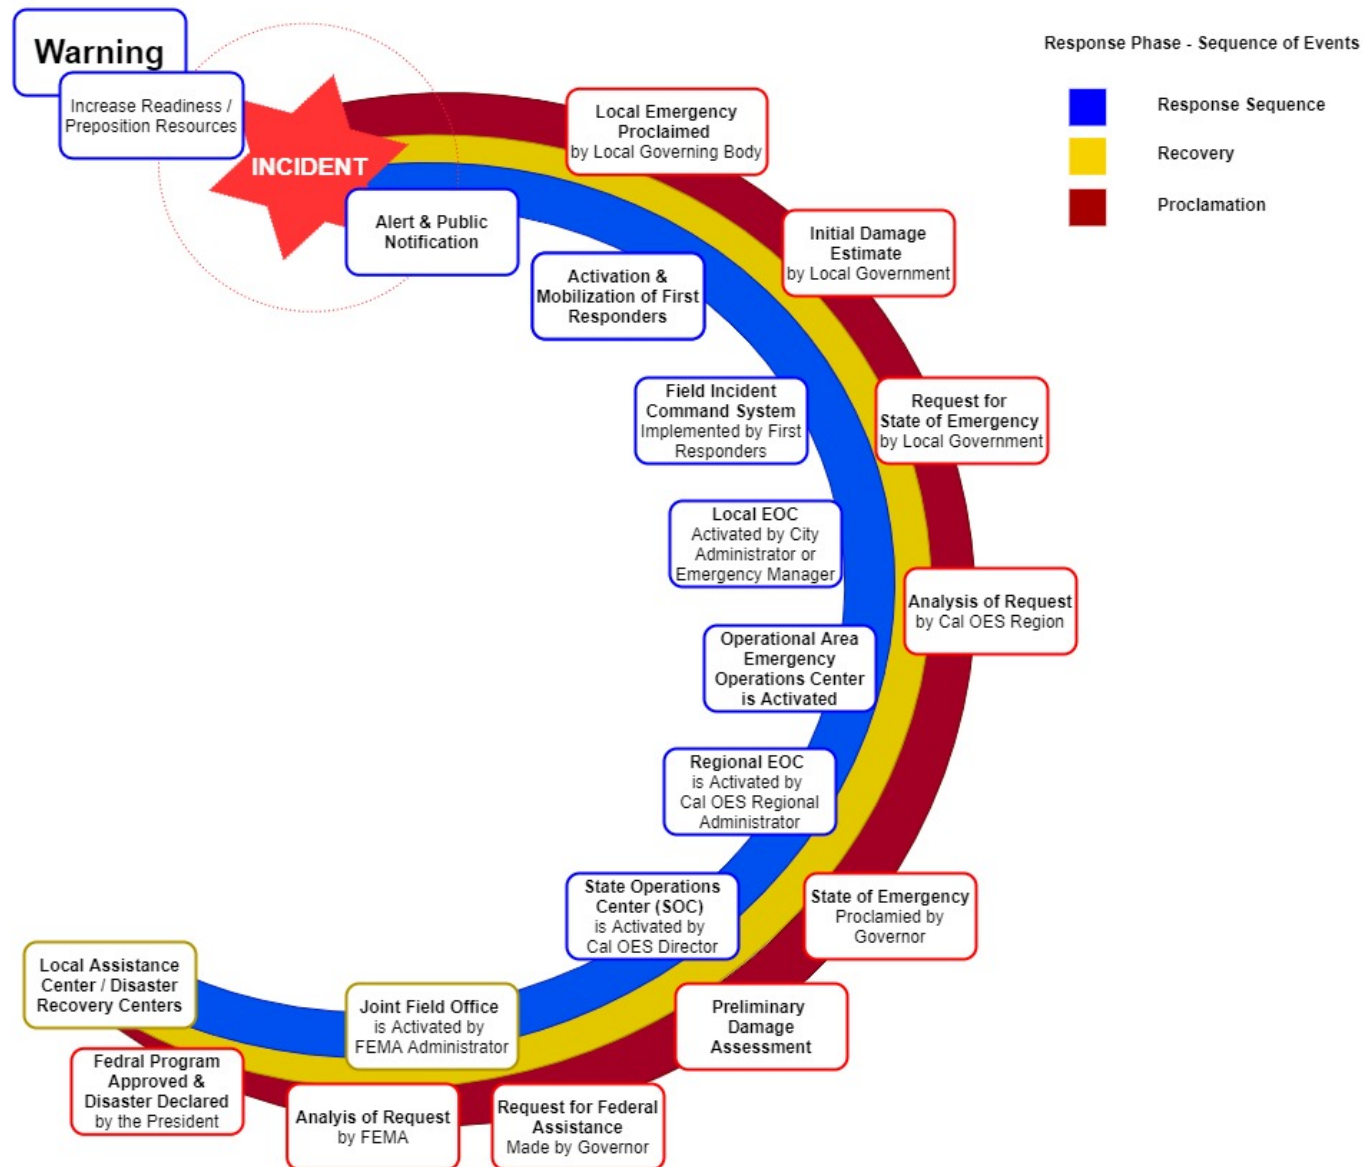 Warning
Increase Readiness /
Preposition Resources
INCIDENT
Response Phase - Sequence of Events
Response Sequence
Recovery
Proclamation
Alert & Public
Notification
Activation &
Mobilization of First
Responders
Field Incident
Command System
Implemented by First
Responders
Local EOC
Activated by City
Administrator or
Emergency Manager
Operational Area
Emergency
Operations Center
is Activated
Regional EOC
is Activated by
Cal OES Regional
Administrator
State Operations
Center (SOC)
is Activated by
Cal OES Director
Joint Field Office
is Activated by
FEMA Administrator
Local Assistance
Center / Disaster
Recovery Centers
Local Emergency
Proclaimed
by Local Governing Body
Initial Damage
Estimate
by Local Government
Request for
State of Emergency
by Local Government
Analysis of Request
by Cal OES Region
State of Emergency
Proclamied by
Governor
Preliminary
Damage
Assessment
Request for Federal
Assistance
Made by Governor
Analyis of Request
by FEMA
Fedral Program
Approved &
Disaster Declared
by the President